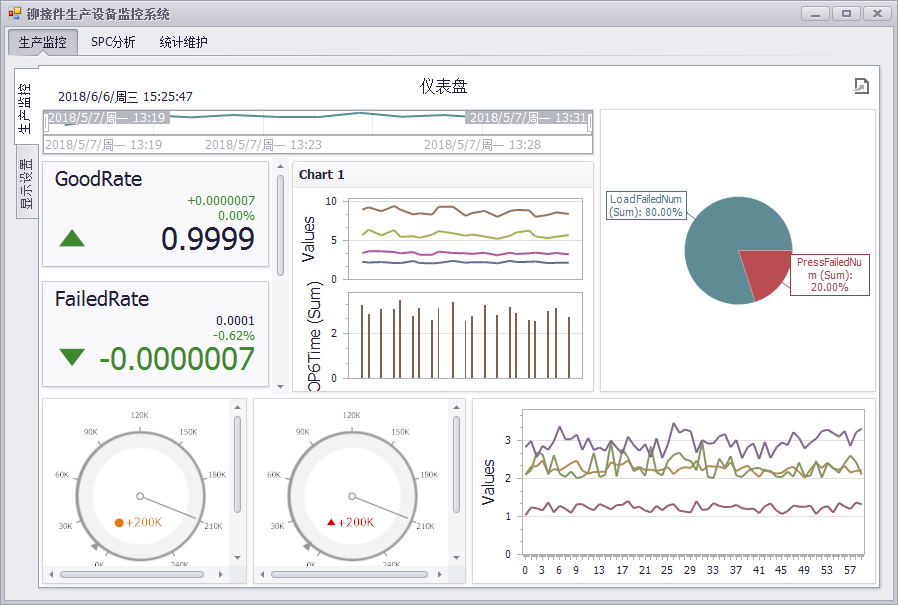 铆接件生产设备监控系统
生产监控 SPC分析 统计维护
生产监控
显示设置
仪表盘
2018/6/6/周三 15:25:47
2018/5/7/周一 13:19 2018/5/7/周一 13:31
2018/5/7/周一 13:19 2018/5/7/周一 13:23 2018/5/7/周一 13:28
GoodRate
+0.0000007
0.00%
0.9999
FailedRate
0.0001
-0.62%
-0.0000007
Chart 1
Values
10
5
0
OP6Time (Sum)
2
0
LoadFailedNum
(Sum): 80.00%
PressFailedNu
m (Sum):
20.00%
120K
90K 150K
60K 180K
30K 210K
0K 240K
+200K
120K
90K 150K
60K 180K
30K 210K
0K 240K
+200K
Values
3
2
1
0
0 3 6 9 13 17 21 25 29 33 37 41 45 49 53 57